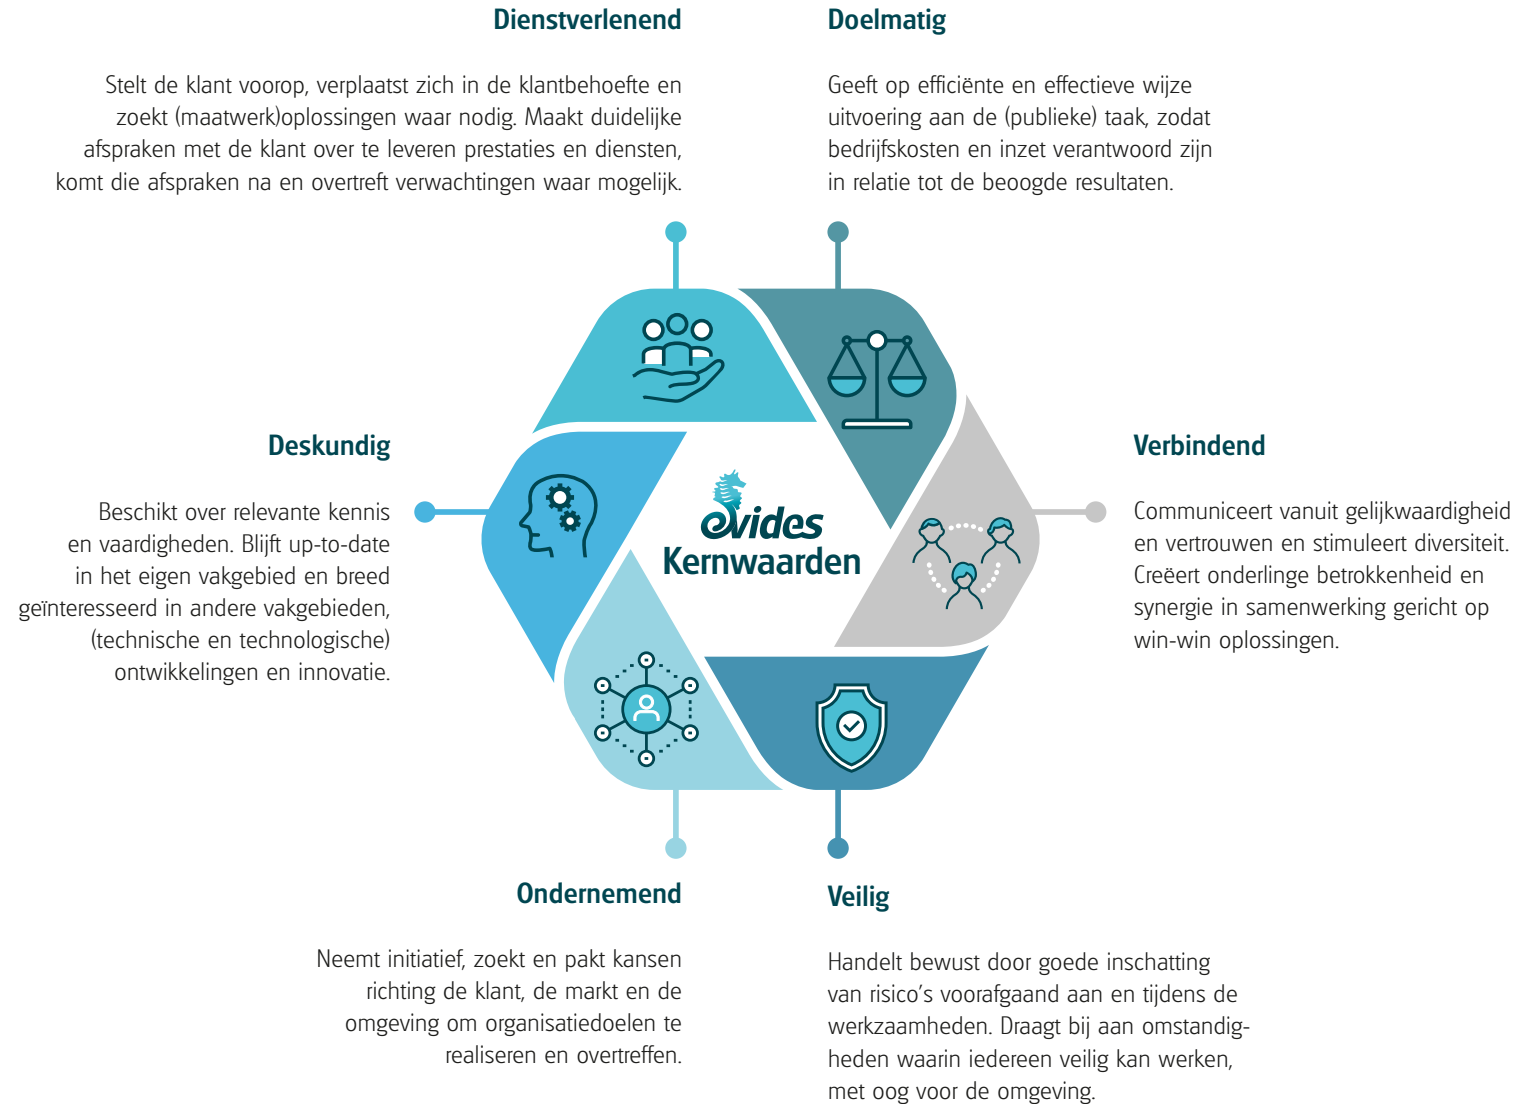 Dienstverlenend
Stelt de klant voorop, verplaatst zich in de klantbehoefte en
zoekt (maatwerk)oplossingen waar nodig. Maakt duidelijke
afspraken met de klant over te leveren prestaties en diensten,
komt die afspraken na en overtreft verwachtingen waar mogelijk.
Doelmatig
Geeft op efficiënte en effectieve wijze
uitvoering aan de (publieke) taak, zodat
bedrijfskosten en inzet verantwoord zijn
in relatie tot de beoogde resultaten.
Deskundig
Beschikt over relevante kennis
en vaardigheden. Blijft up-to-date
in het eigen vakgebied en breed
geïnteresseerd in andere vakgebieden,
(technische en technologische)
ontwikkelingen en innovatie.
evides
Kernwaarden
Verbindend
Communiceert vanuit gelijkwaardigheid
en vertrouwen en stimuleert diversiteit.
Creëert onderlinge betrokkenheid en
synergie in samenwerking gericht op
win-win oplossingen.
Ondernemend
Neemt initiatief, zoekt en pakt kansen
richting de klant, de markt en de
omgeving om organisatiedoelen te
realiseren en overtreffen.
Veilig
Handelt bewust door goede inschatting
van risico's voorafgaand aan en tijdens de
werkzaamheden. Draagt bij aan omstandig-
heden waarin iedereen veilig kan werken,
met oog voor de omgeving.